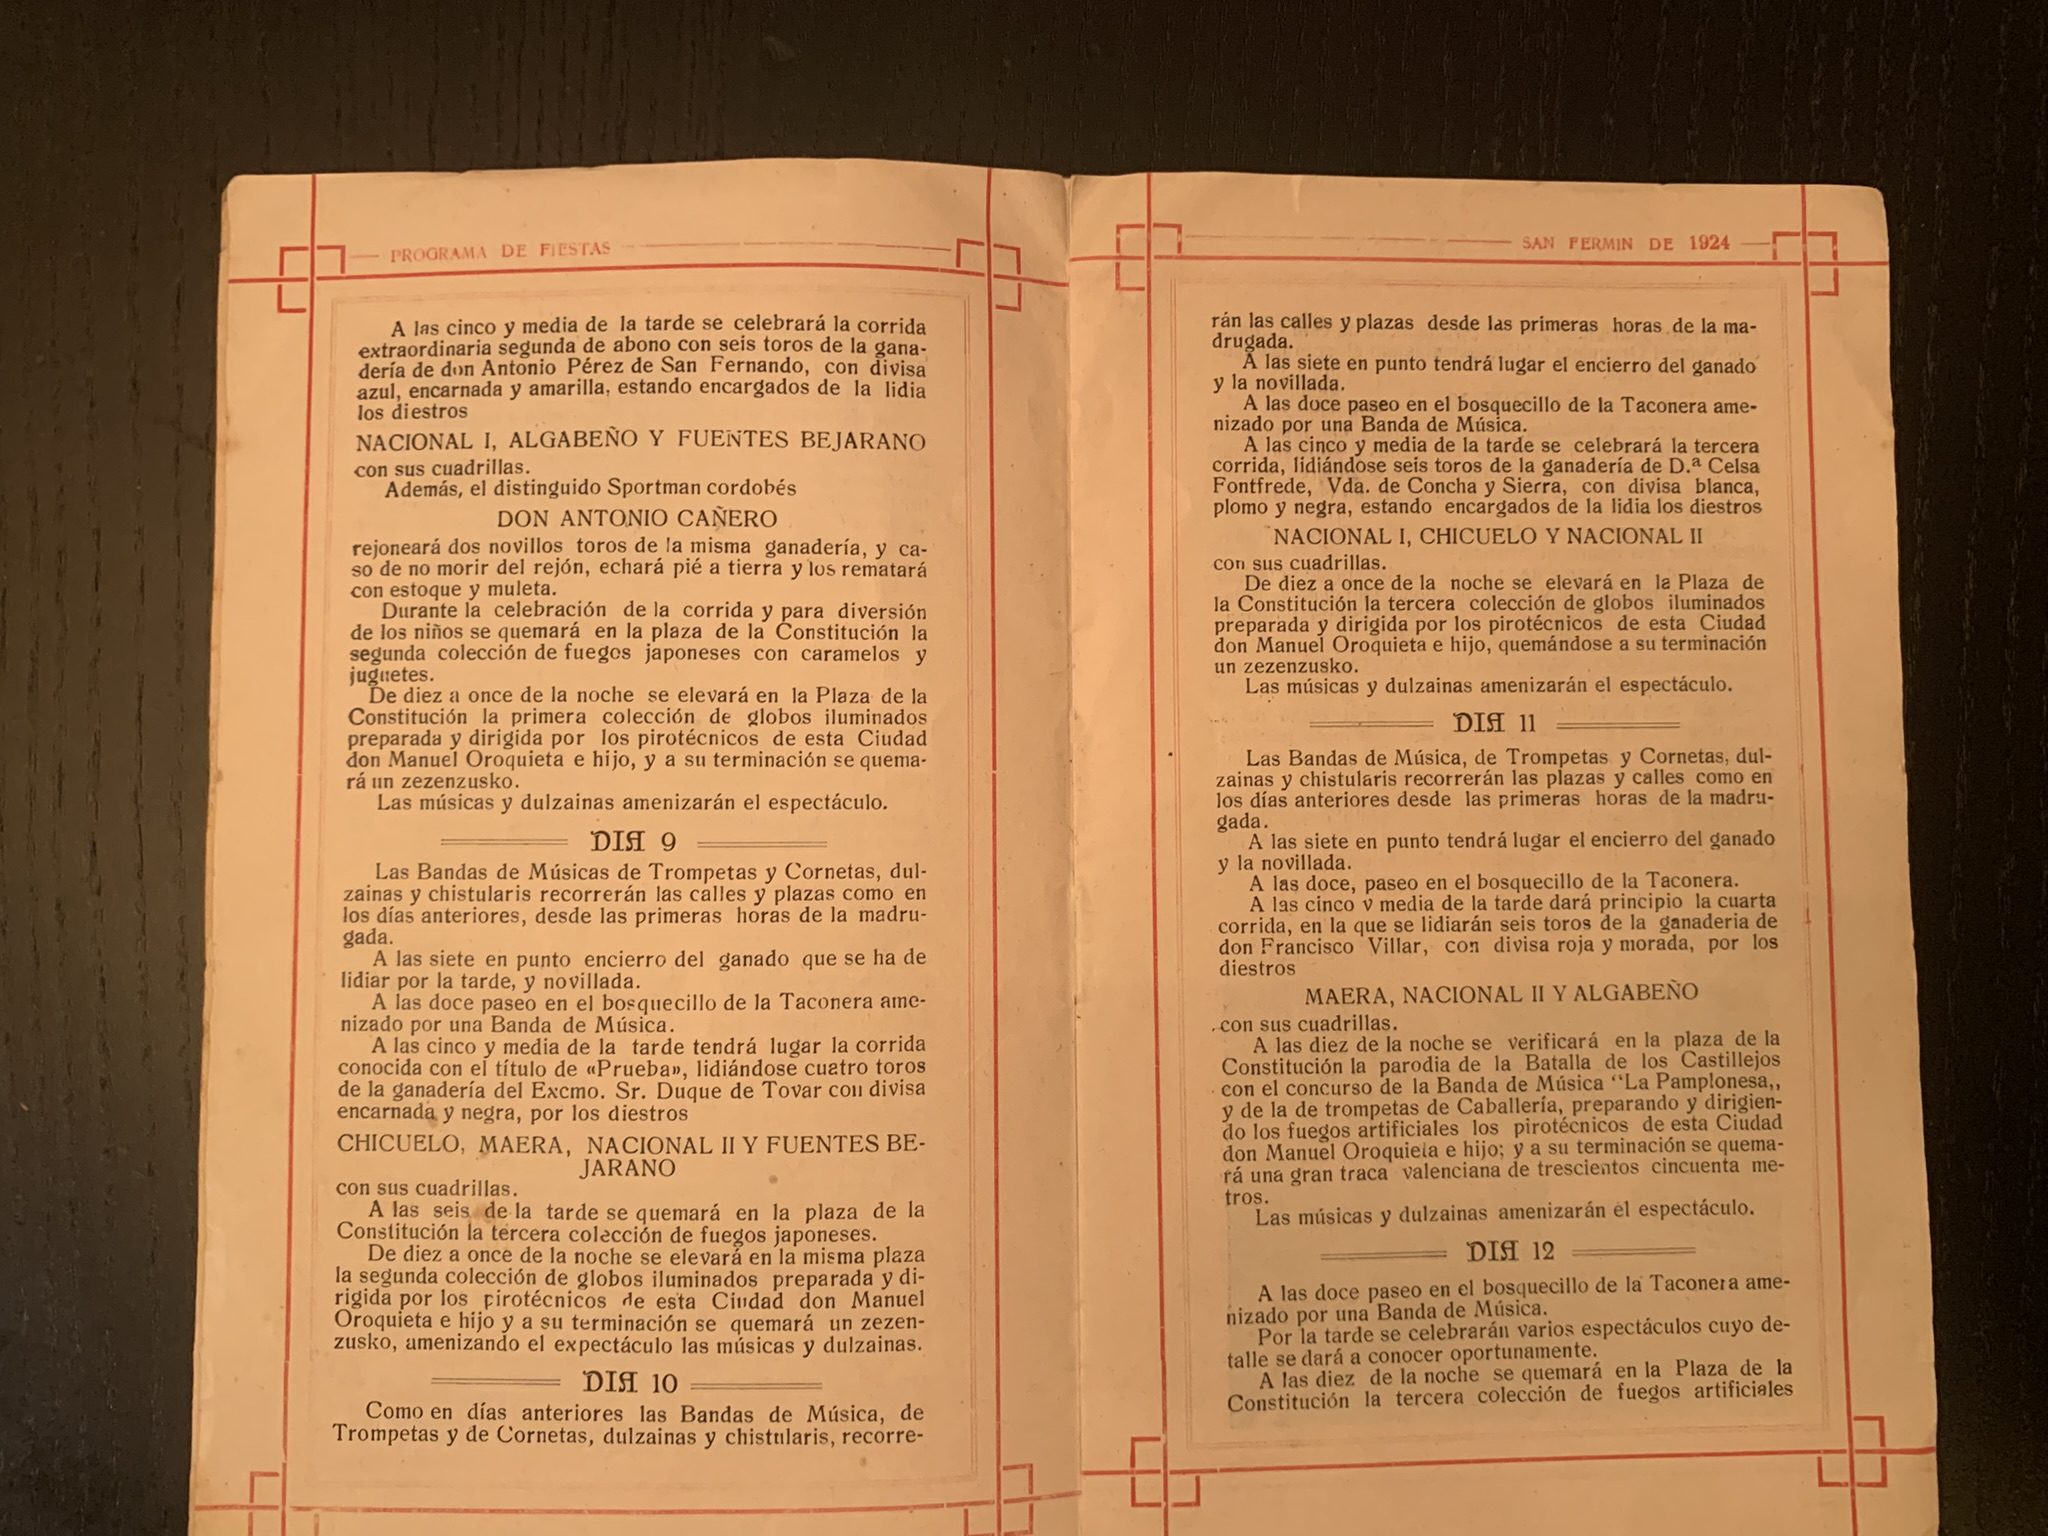 PROGRAMA DE FIESTAS
A las cinco y media de la tarde se celebrará la corrida
extraordinaria segunda de abono con seis toros de la gana-
dería de don Antonio Pérez de San Fernando, con divisa
azul, encarnada y amarilla, estando encargados de la lidia
los diestros
NACIONAL I, ALGABEÑO Y FUENTES BEJARANO
con sus cuadrillas.
Además, el distinguido Sportman cordobés
DON ANTONIO CAÑERO
rejoneará dos novillos toros de la misma ganadería, y ca-
so de no morir del rejón, echará pié a tierra y los rematará
con estoque y muleta.
Durante la celebración de la corrida y para diversión
de los niños se quemará en la plaza de la Constitución la
segunda colección de fuegos japoneses con caramelos y
juguetes.
De diez a once de la noche se elevará en la Plaza de la
Constitución la primera colección de globos iluminados
preparada y dirigida por los pirotécnicos de esta Ciudad
don Manuel Oroquieta e hijo, y a su terminación se quema-
rá un zezenzusko.
Las músicas y dulzainas amenizarán el espectáculo.
DIA 9
Las Bandas de Músicas de Trompetas y Cornetas, dul-
zainas y chistularis recorrerán las calles y plazas como en
los días anteriores, desde las primeras horas de la madru-
gada.
A las siete en punto encierro del ganado que se ha de
lidiar por la tarde, y novillada.
A las doce paseo en el bosquecillo de la Taconera ame-
nizado por una Banda de Música.
A las cinco y media de la tarde tendrá lugar la corrida
conocida con el título de «Prueba», lidiándose cuatro toros
de la ganadería del Excmo. Sr. Duque de Tovar con divisa
encarnada y negra, por los diestros
CHICUELO, MAERA, NACIONAL II Y FUENTES BE-
JARANO
con sus cuadrillas.
A las seis de la tarde se quemará en la plaza de la
Constitución la tercera colección de fuegos japoneses.
De diez a once de la noche se elevará en la misma plaza
la segunda colección de globos iluminados preparada y di-
rigida por los pirotécnicos de esta Ciudad don Manuel
Oroquieta e hijo y a su terminación se quemará un zezen-
zusko, amenizando el expectáculo las músicas y dulzainas.
DIA 10
Como en días anteriores las Bandas de Música, de
Trompetas y de Cornetas, dulzainas y chistularis, recorre-
SAN FERMIN DE 1924
rán las calles y plazas desde las primeras horas de la ma-
drugada.
A las siete en punto tendrá lugar el encierro del ganado
y la novillada.
A las doce paseo en el bosquecillo de la Taconera ame-
nizado por una Banda de Música.
A las cinco y media de la tarde se celebrará la tercera
corrida, lidiándose seis toros de la ganadería de D.ª Celsa
Fontfrede, Vda. de Concha y Sierra, con divisa blanca,
plomo y negra, estando encargados de la lidia los diestros
NACIONAL I, CHICUELO Y NACIONAL II
con sus cuadrillas.
De diez a once de la noche se elevará en la Plaza de
la Constitución la tercera colección de globos iluminados
preparada y dirigida por los pirotécnicos de esta Ciudad
don Manuel Oroquieta e hijo, quemándose a su terminación
un zezenzusko.
Las músicas y dulzainas amenizarán el espectáculo.
DIA 11
Las Bandas de Música, de Trompetas y Cornetas, dul-
zainas y chistularis recorrerán las plazas y calles como en
los días anteriores desde las primeras horas de la madru-
gada.
A las siete en punto tendrá lugar el encierro del ganado
y la novillada.
A las doce, paseo en el bosquecillo de la Taconera.
A las cinco y media de la tarde dará principio la cuarta
corrida, en la que se lidiarán seis toros de la ganaderia de
don Francisco Villar, con divisa roja y morada, por los
diestros
MAERA, NACIONAL II Y ALGABEÑO
con sus cuadrillas.
A las diez de la noche se verificará en la plaza de la
Constitución la parodia de la Batalla de los Castillejos
con el concurso de la Banda de Música “La Pamplonesa,,
y de la de trompetas de Caballería, preparando y dirigien-
do los fuegos artificiales los pirotécnicos de esta Ciudad
don Manuel Oroquieta e hijo; y a su terminación se quema-
rá una gran traca valenciana de trescientos cincuenta me-
tros.
Las músicas y dulzainas amenizarán el espectáculo.
DIA 12
A las doce paseo en el bosquecillo de la Taconera ame-
nizado por una Banda de Música.
Por la tarde se celebrarán varios espectáculos cuyo de-
talle se dará a conocer oportunamente.
A las diez de la noche se quemará en la Plaza de la
Constitución la tercera colección de fuegos artificiales